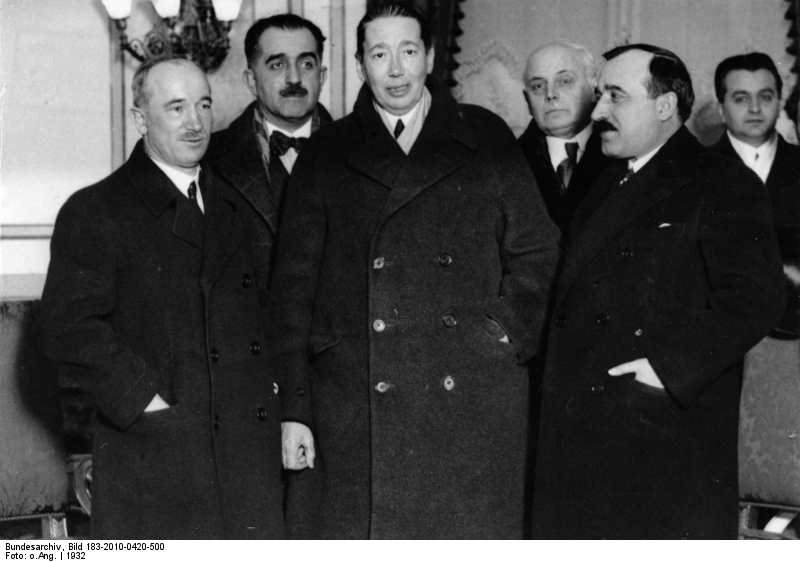 Bundesarchiv, Bild 183-2010-0420-500
Foto: o.Ang. | 1932